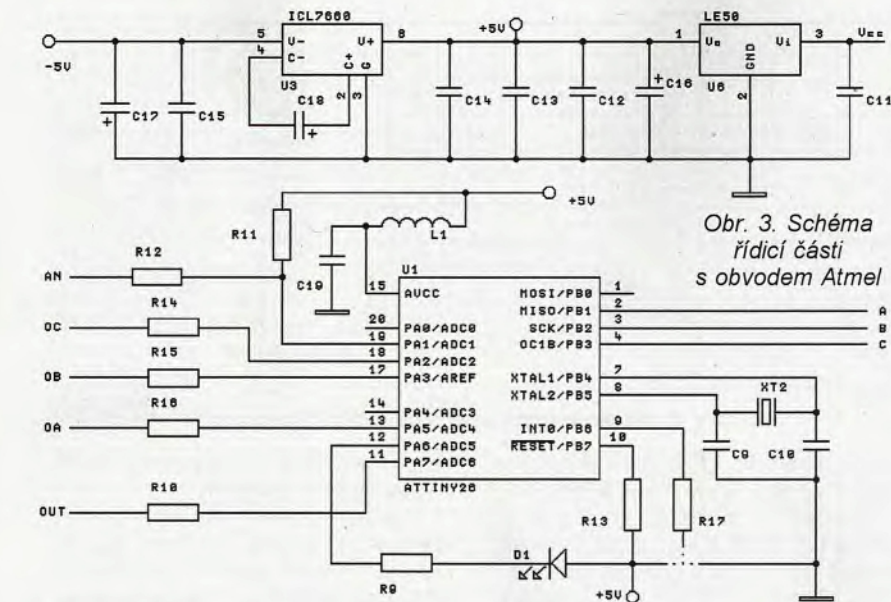 ICL7660
5 V- V+ 8
4 C-
C+ G
2 3
U3
-5V
C17
C15
C18
+5V
C14
C13
C12
C16
LE50
1 Vo Vi 3
GND
U6
2
Vcc
C11
+5V
Obr. 3. Schéma
řídicí části
s obvodem Atmel
R11
L1
C19
R12
AN
R14
OC
R15
OB
R16
OA
R10
OUT
U1
15 AVCC
20 PA0/ADC0
19 PA1/ADC1
18 PA2/ADC2
17 PA3/AREF
14 PA4/ADC3
13 PA5/ADC4
12 PA6/ADC5
11 PA7/ADC6
ATTINY26
MOSI/PB0 1
MISO/PB1 2 A
SCK/PB2 3 B
OC1B/PB3 4 C
XTAL1/PB4 7
XTAL2/PB5 8
INT0/PB6 9
RESET/PB7 10
XT2
C9
C10
R13
R17
R9
D1
+5V